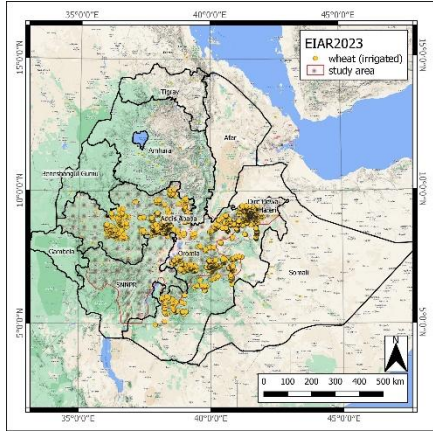 35°0'0"E 40°0'0"E 45°0'0"E
EIAR2023
wheat (irrigated)
study area
15°0'0"N
15°0'0"N
Tigray
Afar
Amhara
Beneshangul Gumu
10°0'0"N
10°0'0"N
Dire Dawa
Addis Ababa
Harari
Gambela
Oromia
Somali
SNNPR
5°0'0"N
5°0'0"N
N
0 100 200 300 400 500 km
35°0'0"E 40°0'0"E 45°0'0"E